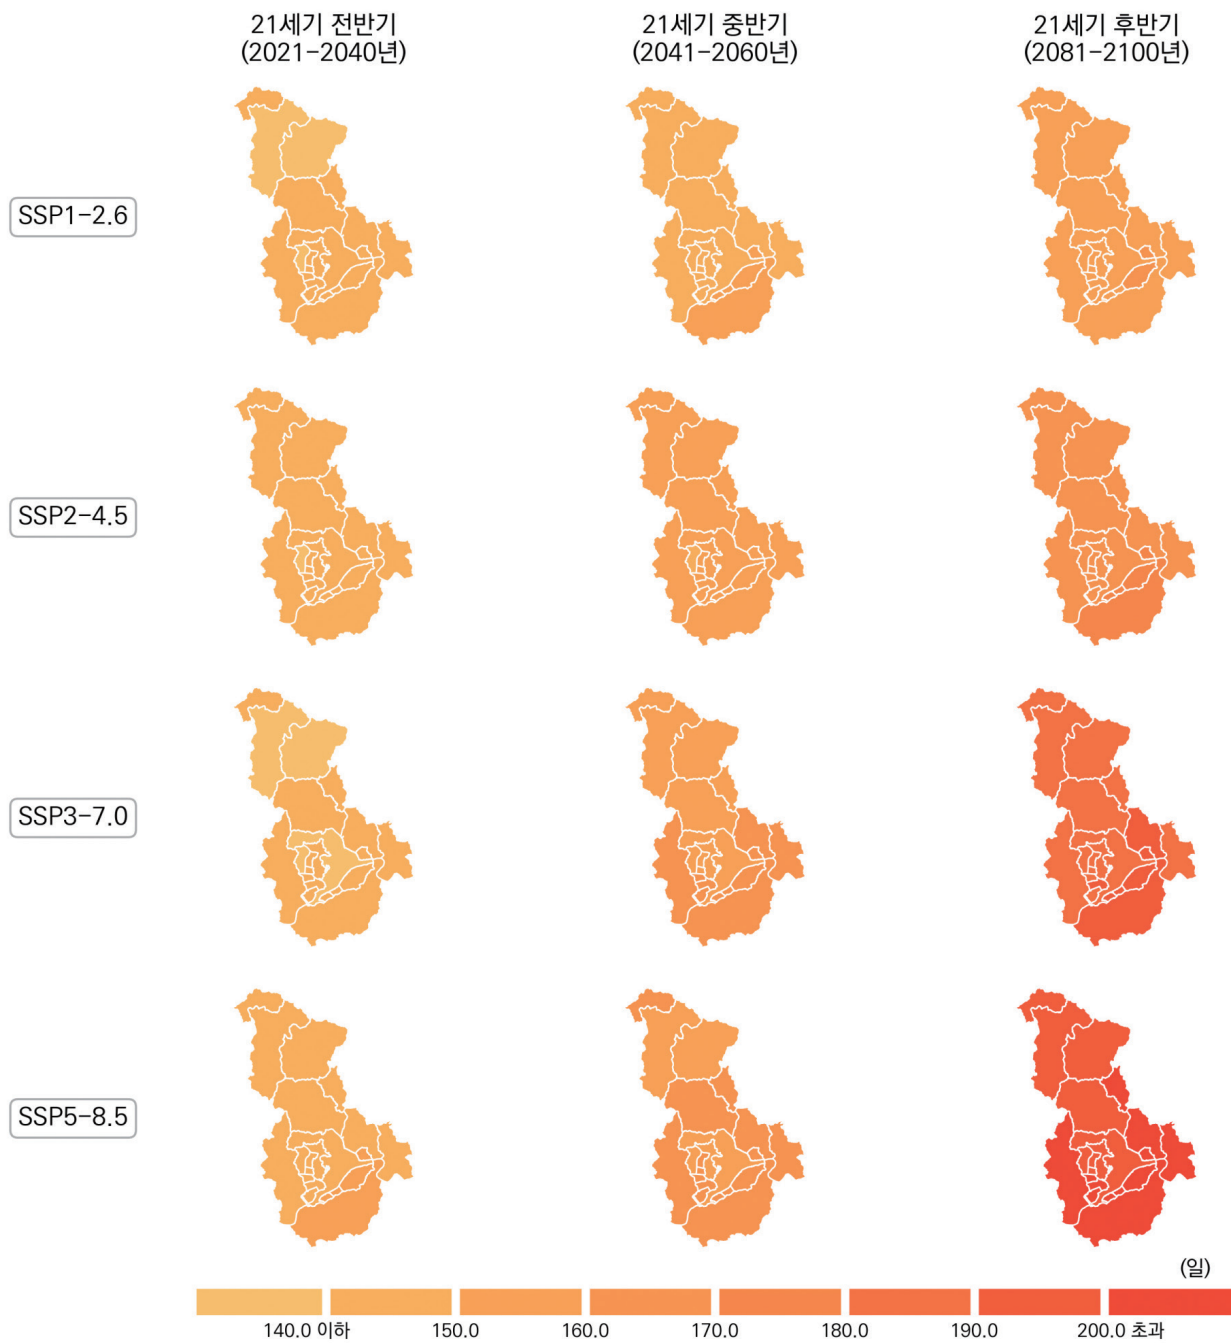 21세기 전반기
(2021-2040년)
21세기 중반기
(2041-2060년)
21세기 후반기
(2081-2100년)
SSP1-2.6
SSP2-4.5
SSP3-7.0
SSP5-8.5
(일)
140.0 이하
150.0
160.0
170.0
180.0
190.0
200.0 초과